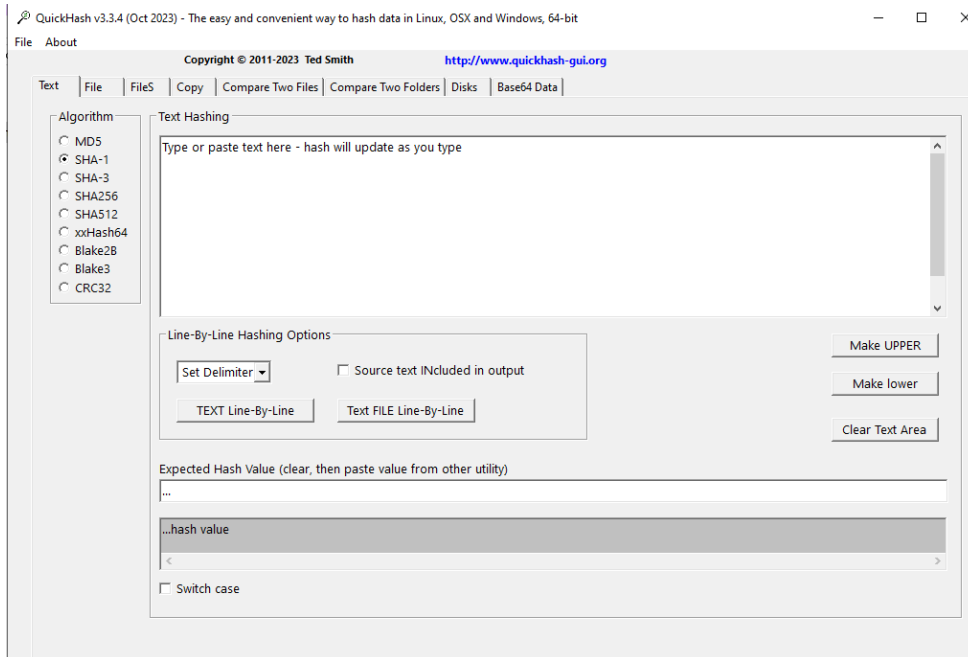 QuickHash v3.3.4 (Oct 2023) - The easy and convenient way to hash data in Linux, OSX and Windows, 64-bit
File About
Copyright © 2011-2023 Ted Smith http://www.quickhash-gui.org
Text File FileS Copy Compare Two Files Compare Two Folders Disks Base64 Data
Algorithm
MD5
SHA-1
SHA-3
SHA256
SHA512
xxHash64
Blake2B
Blake3
CRC32
Text Hashing
Type or paste text here - hash will update as you type
Line-By-Line Hashing Options
Set Delimiter Source text INcluded in output
TEXT Line-By-Line Text FILE Line-By-Line
Make UPPER
Make lower
Clear Text Area
Expected Hash Value (clear, then paste value from other utility)
...
...hash value
Switch case